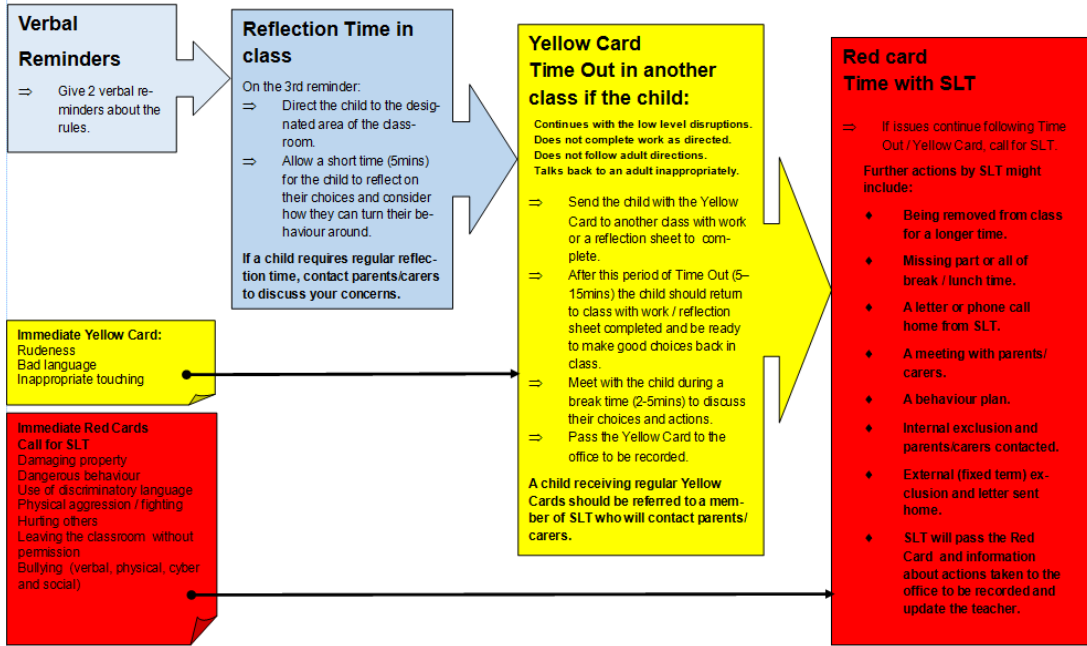 Verbal
Reminders
⇒ Give 2 verbal re-
minders about the
rules.
Reflection Time in
class
On the 3rd reminder:
⇒ Direct the child to the desig-
nated area of the class-
room.
⇒ Allow a short time (5mins)
for the child to reflect on
their choices and consider
how they can turn their be-
haviour around.
If a child requires regular reflec-
tion time, contact parents/carers
to discuss your concerns.
Yellow Card
Time Out in another
class if the child:
Continues with the low level disruptions.
Does not complete work as directed.
Does not follow adult directions.
Talks back to an adult inappropriately.
⇒ Send the child with the Yellow
Card to another class with work
or a reflection sheet to com-
plete.
⇒ After this period of Time Out (5–
15mins) the child should return
to class with work / reflection
sheet completed and be ready
to make good choices back in
class.
⇒ Meet with the child during a
break time (2-5mins) to discuss
their choices and actions.
⇒ Pass the Yellow Card to the
office to be recorded.
A child receiving regular Yellow
Cards should be referred to a mem-
ber of SLT who will contact parents/
carers.
Red card
Time with SLT
⇒ If issues continue following Time
Out / Yellow Card, call for SLT.
Further actions by SLT might
include:
♦ Being removed from class
for a longer time.
♦ Missing part or all of
break / lunch time.
♦ A letter or phone call
home from SLT.
♦ A meeting with parents/
carers.
♦ A behaviour plan.
♦ Internal exclusion and
parents/carers contacted.
♦ External (fixed term) ex-
clusion and letter sent
home.
♦ SLT will pass the Red
Card and information
about actions taken to the
office to be recorded and
update the teacher.
Immediate Yellow Card:
Rudeness
Bad language
Inappropriate touching
Immediate Red Cards
Call for SLT
Damaging property
Dangerous behaviour
Use of discriminatory language
Physical aggression / fighting
Hurting others
Leaving the classroom without
permission
Bullying (verbal, physical, cyber
and social)